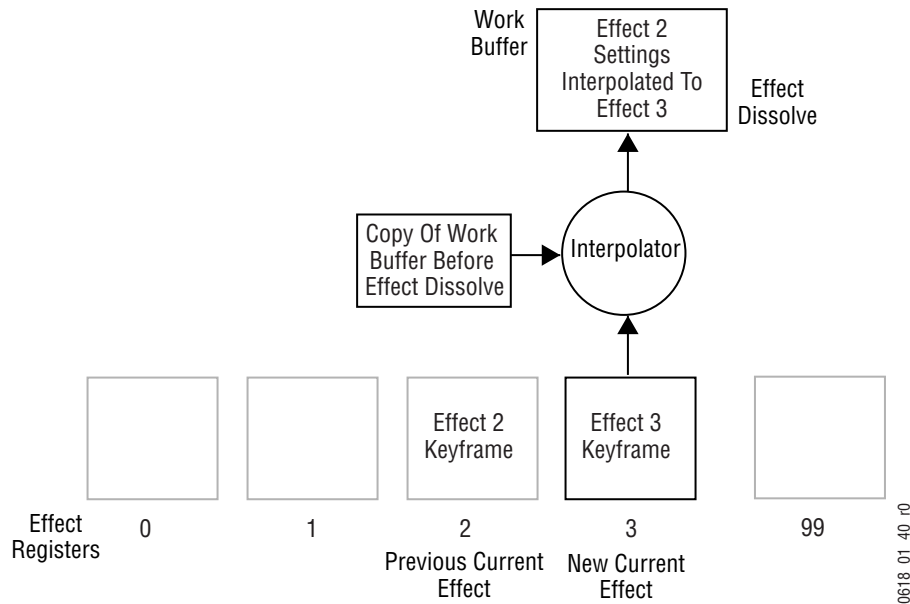 Work
Buffer
Effect 2
Settings
Interpolated To
Effect 3
Effect
Dissolve
Copy Of Work
Buffer Before
Effect Dissolve
Interpolator
Effect 2
Keyframe
Effect 3
Keyframe
Effect
Registers
0
1
2
3
99
Previous Current
Effect
New Current
Effect
0618 01 40 r0